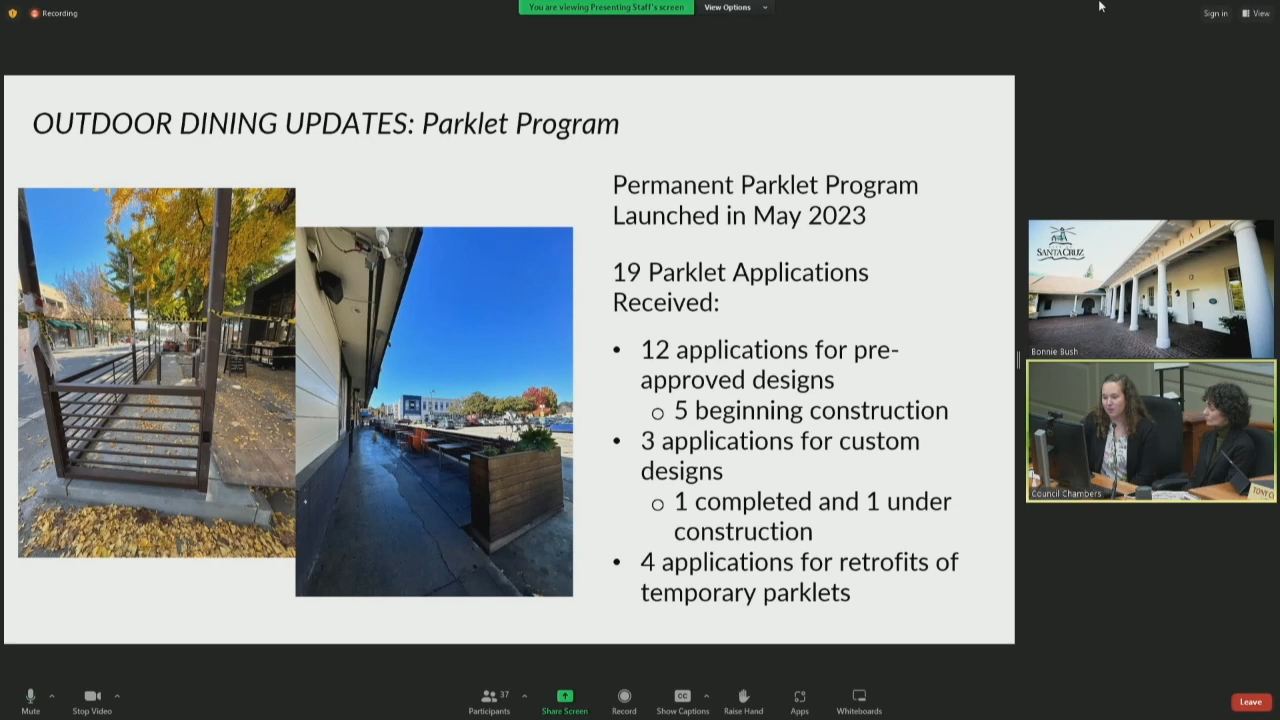 Recording
You are viewing Presenting Staff's screen
View Options
Sign in
View
OUTDOOR DINING UPDATES: Parklet Program
Permanent Parklet Program
Launched in May 2023
19 Parklet Applications
Received:
• 12 applications for pre-
approved designs
○ 5 beginning construction
• 3 applications for custom
designs
○ 1 completed and 1 under
construction
• 4 applications for retrofits of
temporary parklets
SANTA CRUZ
HALL
Bonnie Bush
Council Chambers
Mute
Stop Video
Participants
37
Share Screen
Record
CC
Show Captions
Raise Hand
Apps
Whiteboards
Leave